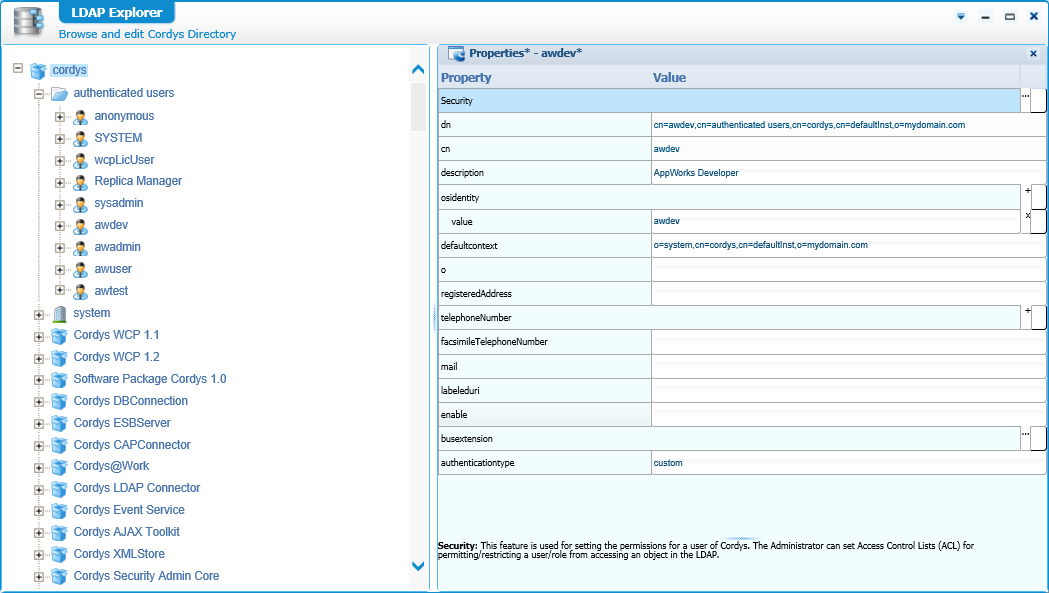 LDAP Explorer
Browse and edit Cordys Directory
cordys
authenticated users
anonymous
SYSTEM
wcpLicUser
Replica Manager
sysadmin
awdev
awadmin
awuser
awtest
system
Cordys WCP 1.1
Cordys WCP 1.2
Software Package Cordys 1.0
Cordys DBConnection
Cordys ESBServer
Cordys CAPConnector
Cordys@Work
Cordys LDAP Connector
Cordys Event Service
Cordys AJAX Toolkit
Cordys XMLStore
Cordys Security Admin Core
Properties* - awdev*
Property Value
Security ...
dn cn=awdev,cn=authenticated users,cn=cordys,cn=defaultInst,o=mydomain.com
cn awdev
description AppWorks Developer
osidentity +
value awdev x
defaultcontext o=system,cn=cordys,cn=defaultInst,o=mydomain.com
o
registeredAddress
telephoneNumber +
facsimileTelephoneNumber
mail
labeleduri
enable
busextension ...
authenticationtype custom
Security: This feature is used for setting the permissions for a user of Cordys. The Administrator can set Access Control Lists (ACL) for
permitting/restricting a user/role from accessing an object in the LDAP.